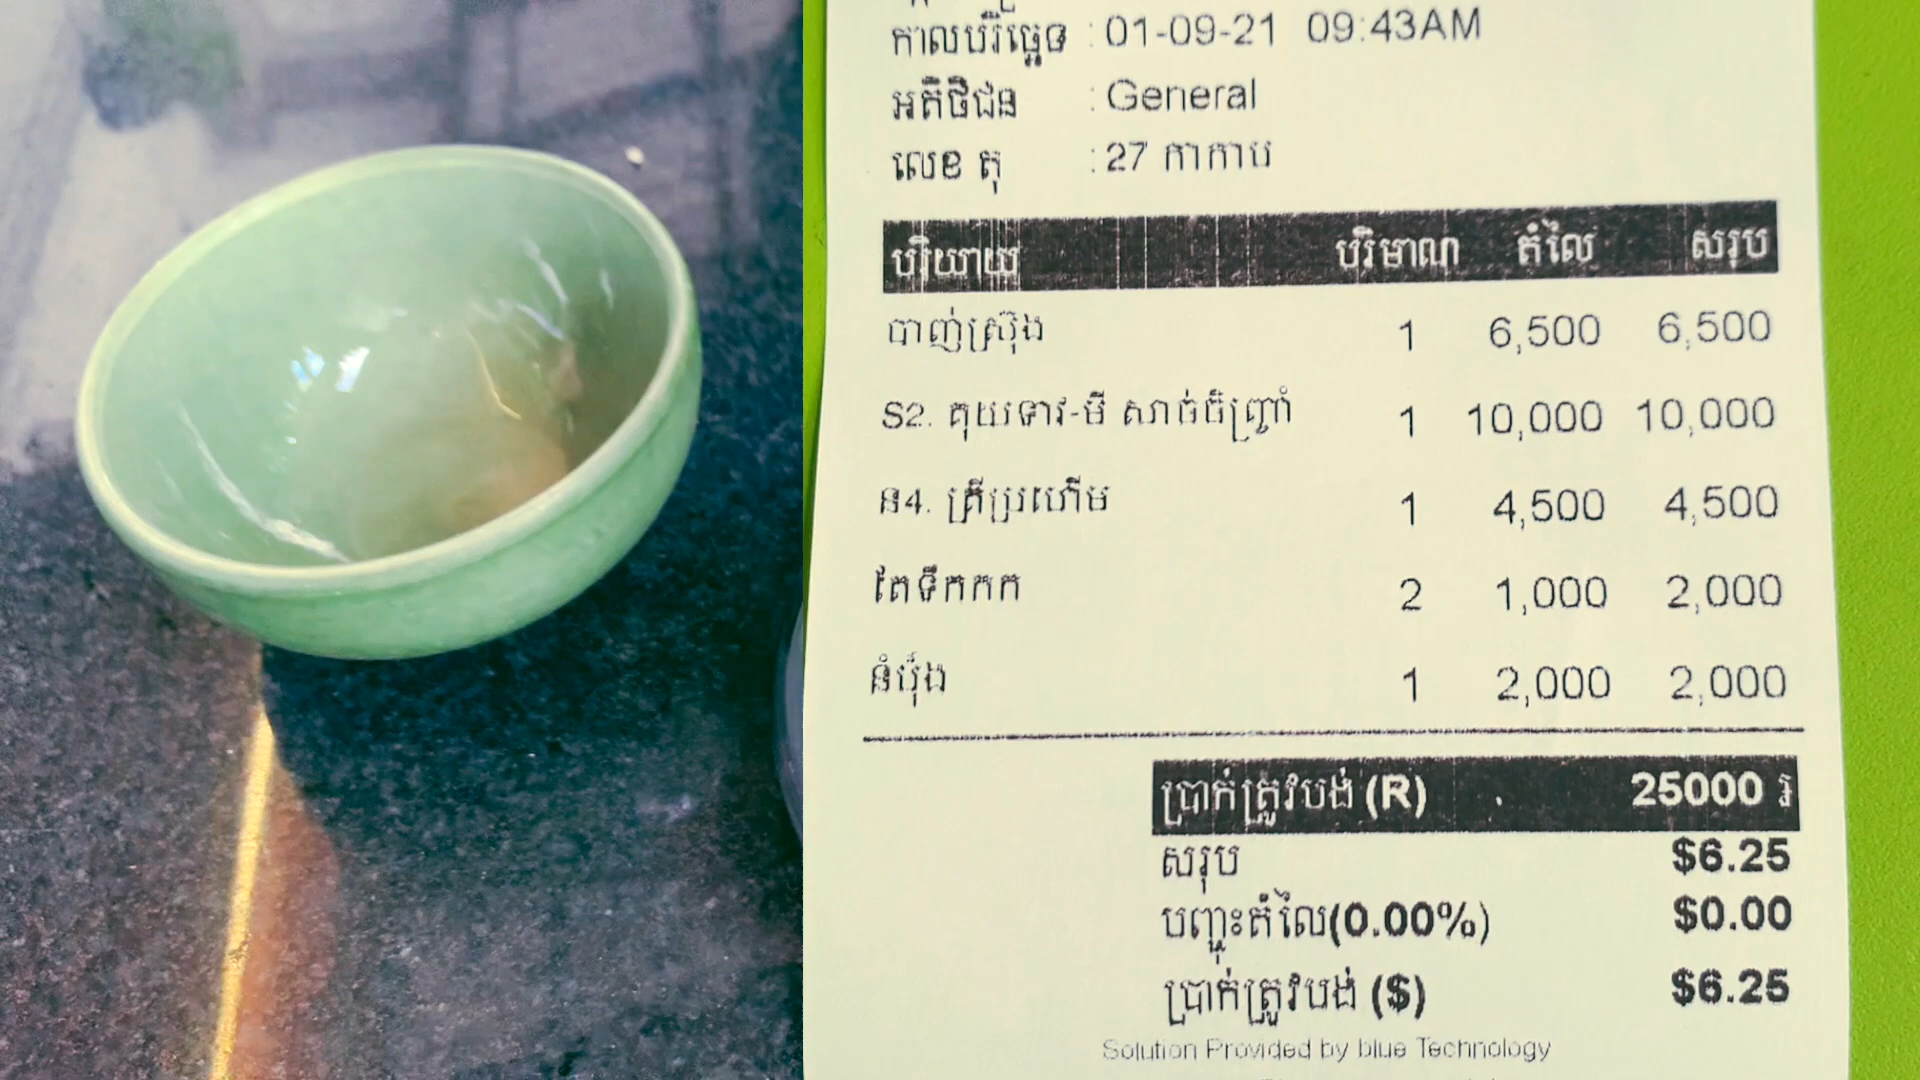 កាលបរិច្ឆេទ : 01-09-21 09:43AM
អតិថិជន : General
លេខ តុ : 27 កាកាប
បរិយាយ បរិមាណ តំលៃ សរុប
បាញ់ស្រ៊ុង 1 6,500 6,500
S2. គុយទាវ-មី សាច់ចិញ្ច្រាំ 1 10,000 10,000
ន4. ត្រីប្រហើម 1 4,500 4,500
តែទឹកកក 2 1,000 2,000
នំប៉ុង 1 2,000 2,000
ប្រាក់ត្រូវបង់ (R) 25000 ៛
សរុប $6.25
បញ្ចុះតំលៃ(0.00%) $0.00
ប្រាក់ត្រូវបង់ ($) $6.25
Solution Provided by blue Technology